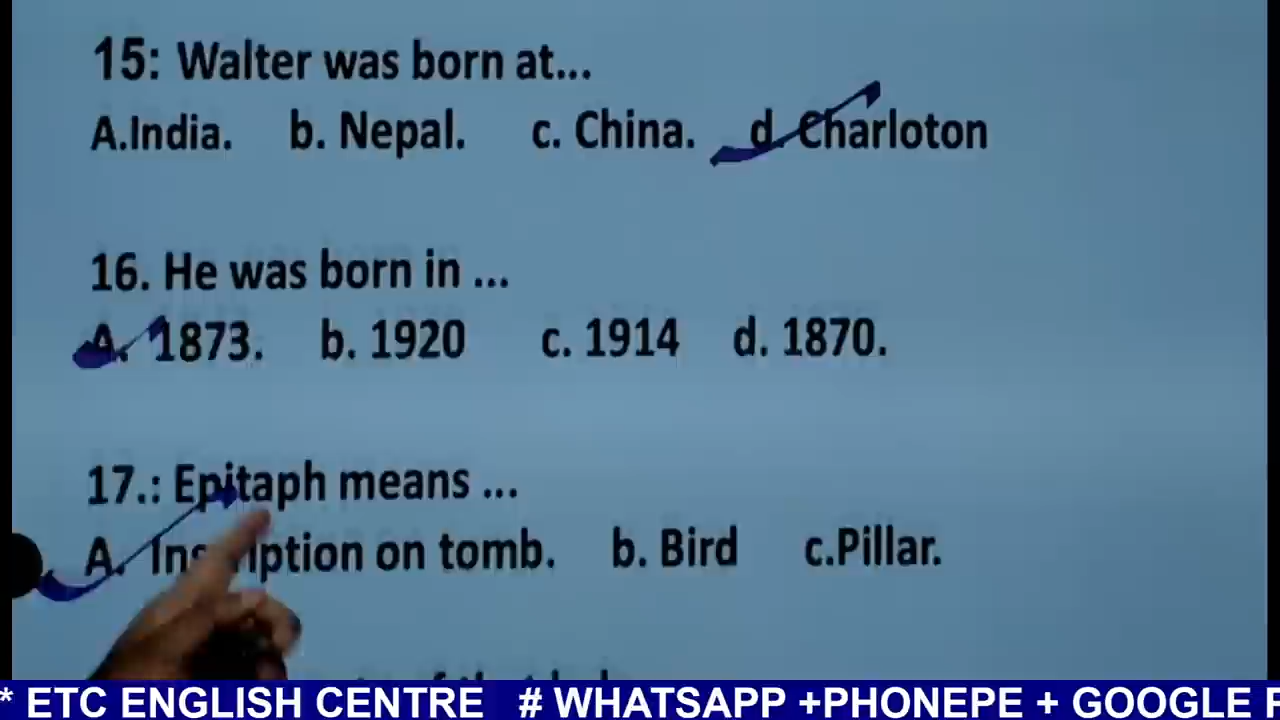 15: Walter was born at...
A.India. b. Nepal. c. China. d. Charloton
16. He was born in ...
A. 1873. b. 1920 c. 1914 d. 1870.
17.: Epitaph means ...
A. on tomb. b. Bird c.Pillar.
* ETC ENGLISH CENTRE # WHATSAPP +PHONEPE + GOOGLE